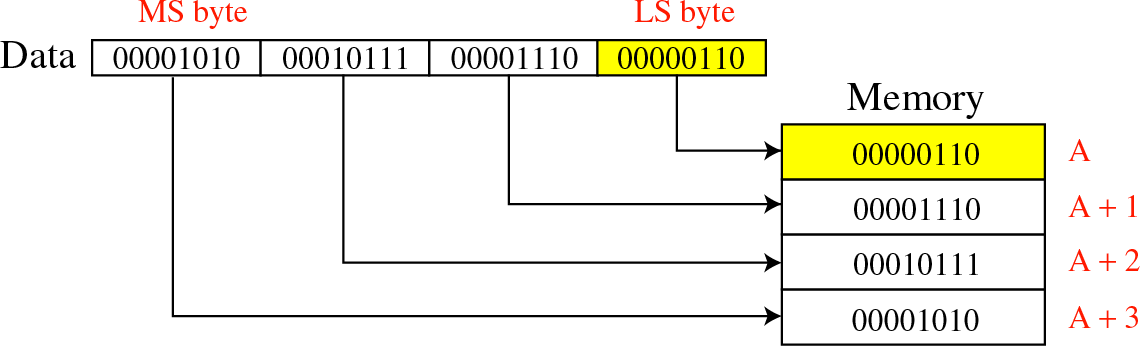 MS byte LS byte
Data 00001010 00010111 00001110 00000110
Memory
00000110 A
00001110 A + 1
00010111 A + 2
00001010 A + 3